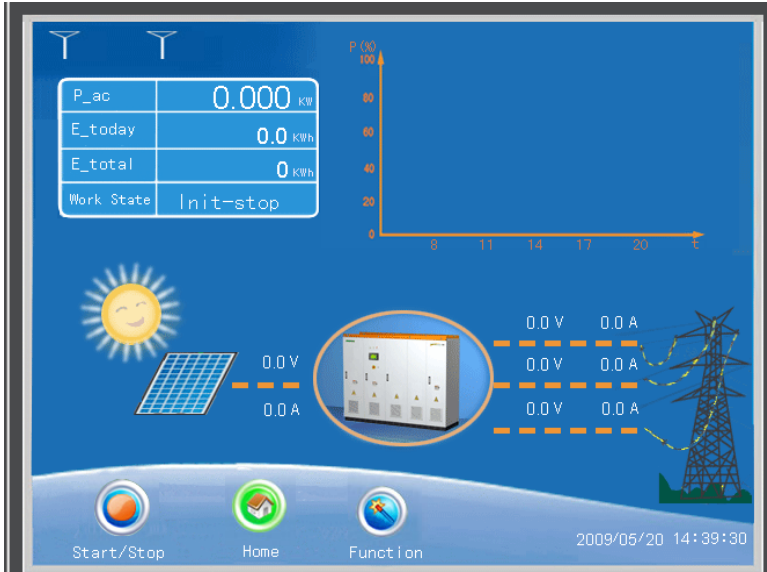 P (%)
100
80
60
40
20
0
8 11 14 17 20 t
P_ac 0.000 KW
E_today 0.0 KWh
E_total 0 KWh
Work State Init-stop
0.0 V
0.0 A
0.0 V 0.0 A
0.0 V 0.0 A
0.0 V 0.0 A
Start/Stop
Home
Function
2009/05/20 14:39:30